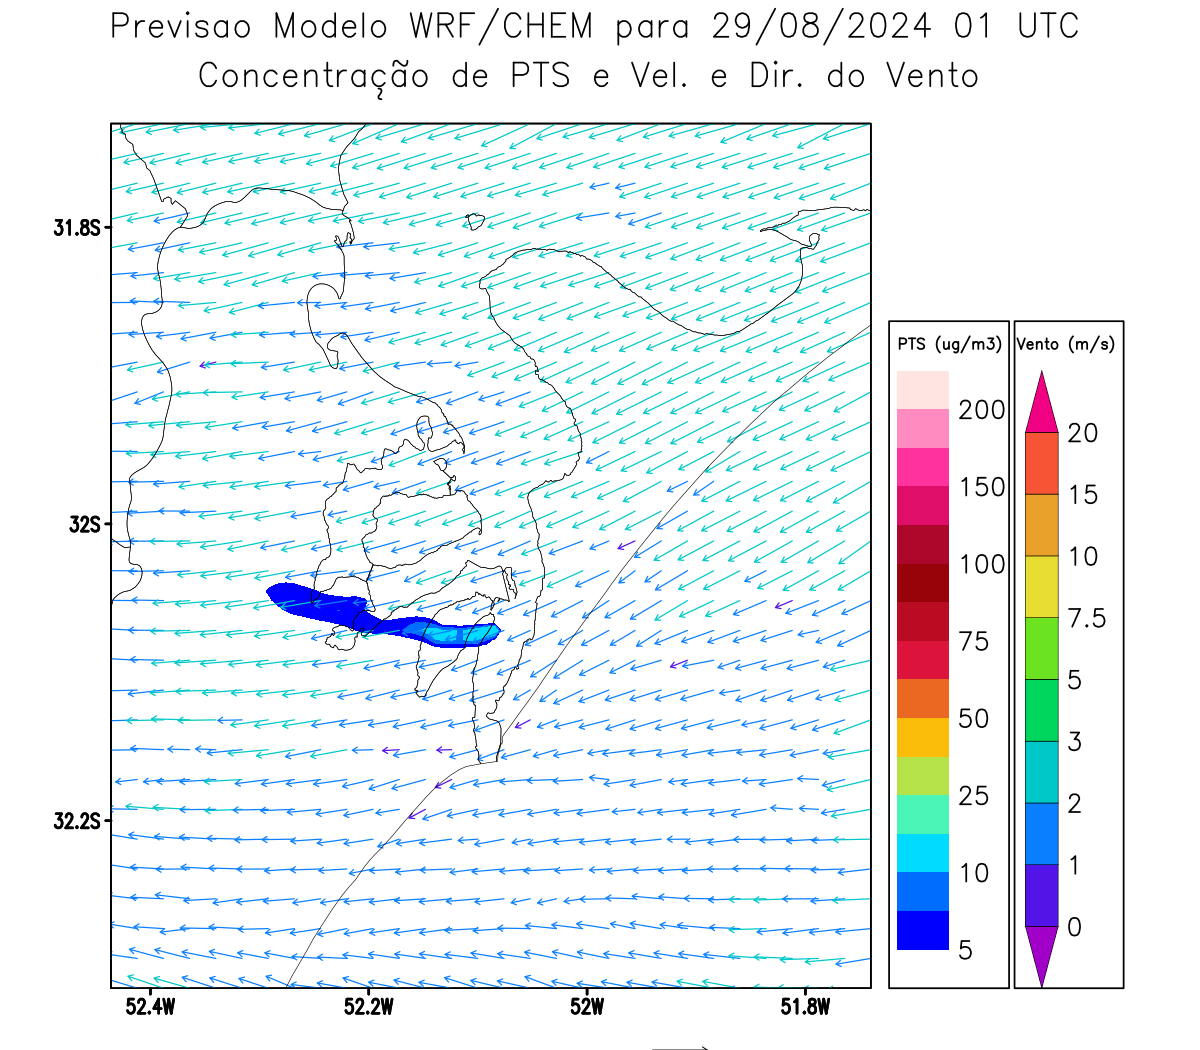 Previsao Modelo WRF/CHEM para 29/08/2024 01 UTC
Concentração de PTS e Vel. e Dir. do Vento
31.8S
32S
32.2S
52.4W
52.2W
52W
51.8W
PTS (ug/m3)
200
150
100
75
50
25
10
5
Vento (m/s)
20
15
10
7.5
5
3
2
1
0